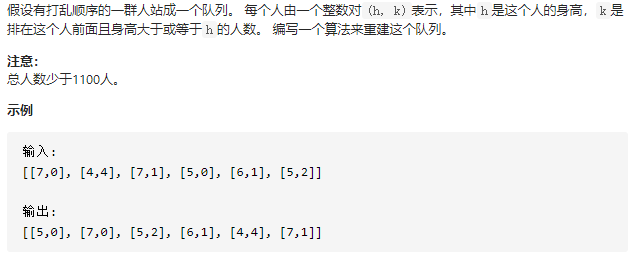 假设有打乱顺序的一群人站成一个队列。 每个人由一个整数对 (h, k) 表示，其中 h 是这个人的身高，k 是
排在这个人前面且身高大于或等于 h 的人数。 编写一个算法来重建这个队列。
注意：
总人数少于1100人。
示例
输入:
[[7,0], [4,4], [7,1], [5,0], [6,1], [5,2]]
输出:
[[5,0], [7,0], [5,2], [6,1], [4,4], [7,1]]